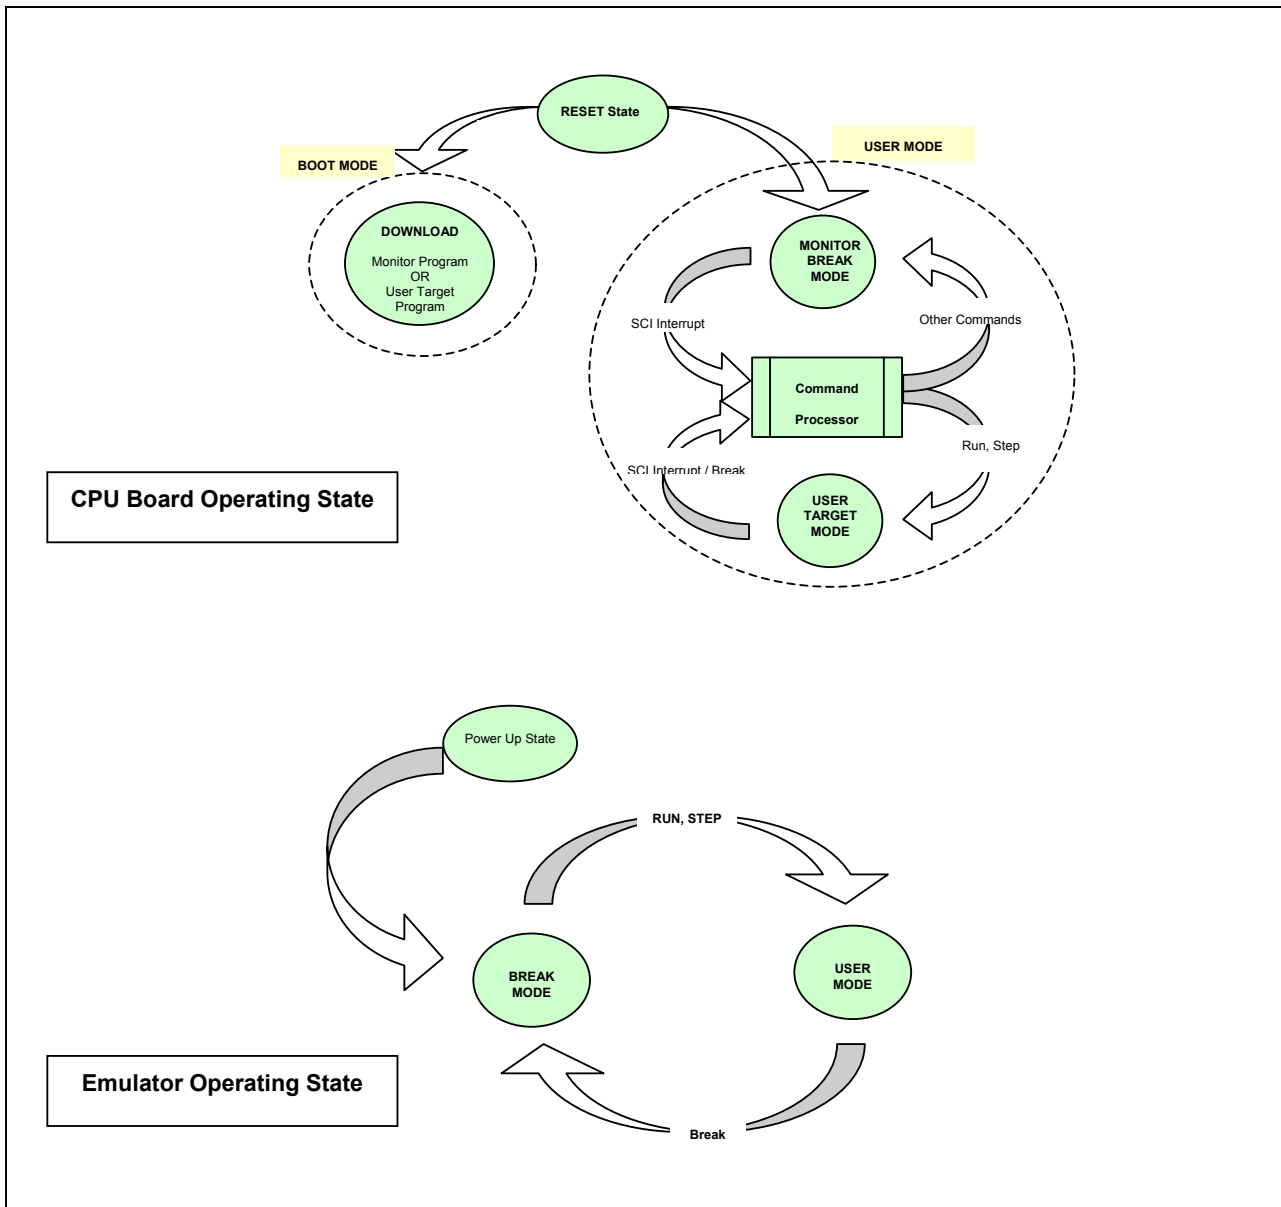 RESET State
BOOT MODE
USER MODE
DOWNLOAD
Monitor Program
OR
User Target
Program
MONITOR
BREAK
MODE
SCI Interrupt
Other Commands
Command
Processor
SCI Interrupt / Break
Run, Step
USER
TARGET
MODE
CPU Board Operating State
Power Up State
RUN, STEP
BREAK
MODE
USER
MODE
Emulator Operating State
Break